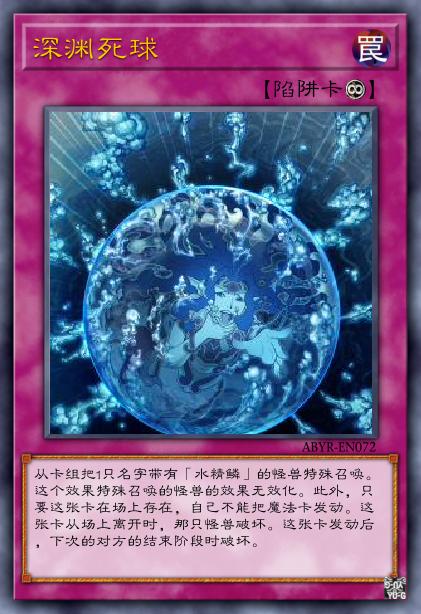 深渊死球
罠
【陷阱卡♾】
ABYR-EN072
从卡组把1只名字带有「水精鳞」的怪兽特殊召唤。
这个效果特殊召唤的怪兽的效果无效化。此外，只
要这张卡在场上存在，自己不能把魔法卡发动。这
张卡从场上离开时，那只怪兽破坏。这张卡发动后
，下次的对方的结束阶段时破坏。